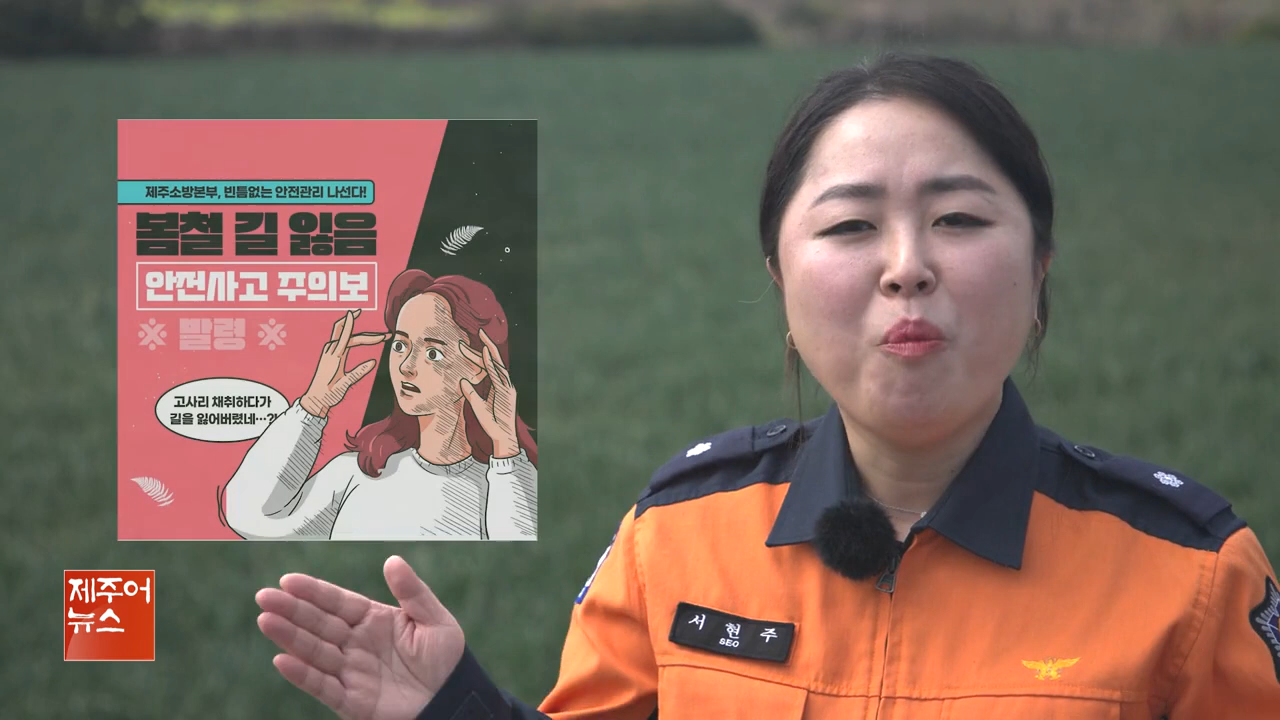 제주소방본부, 빈틈없는 안전관리 나선다!
봄철 길 잃음
안전사고 주의보
※ 발령 ※
고사리 채취하다가
길을 잃어버렸네···?!
제주어
뉴스
서현주
SEO